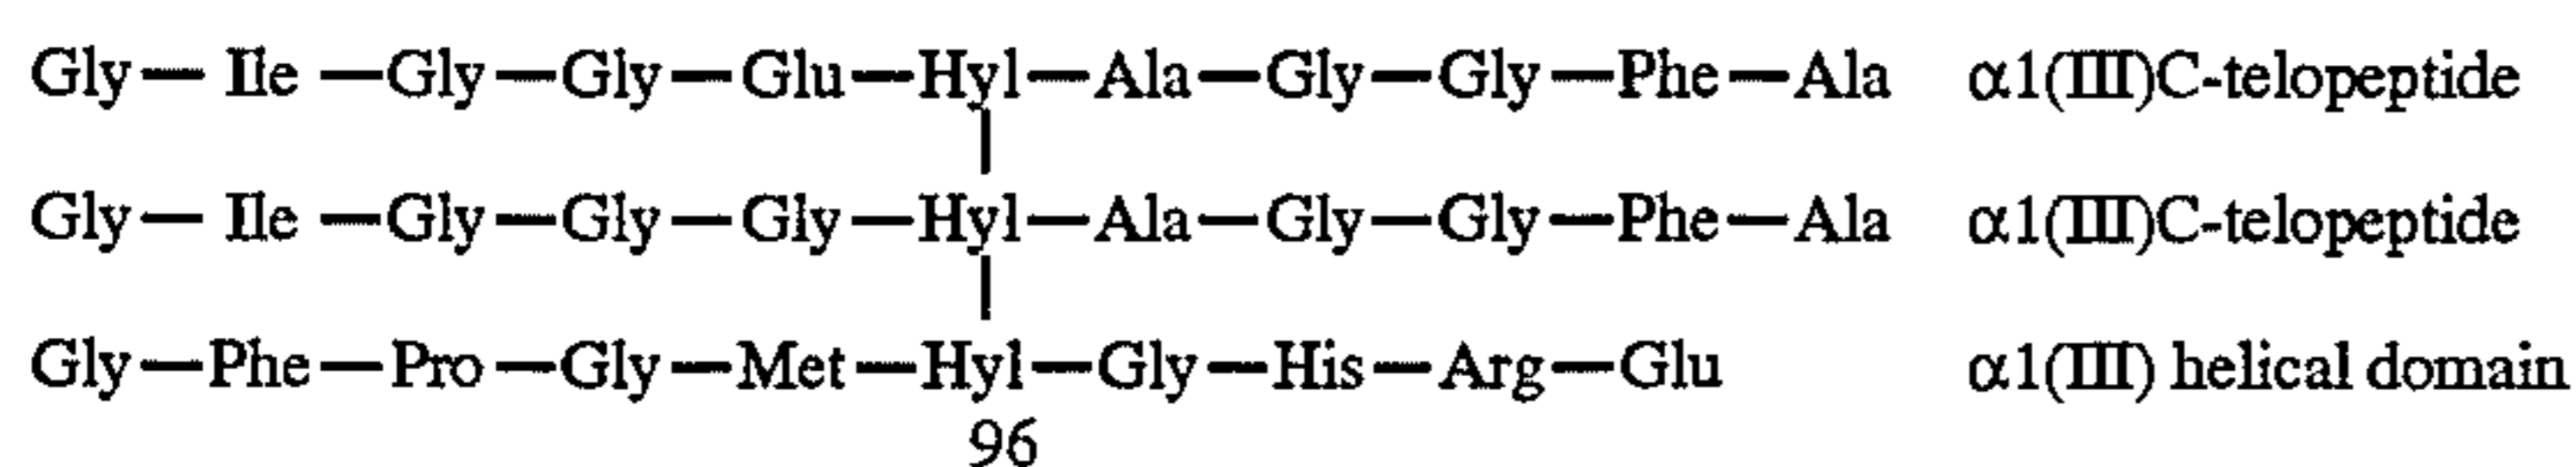 Gly— Ile —Gly—Gly—Glu—Hyl—Ala—Gly—Gly—Phe—Ala α1(III)C-telopeptide
Gly— Ile —Gly—Gly—Gly—Hyl—Ala—Gly—Gly—Phe—Ala α1(III)C-telopeptide
Gly—Phe—Pro—Gly—Met—Hyl—Gly—His—Arg—Glu α1(III) helical domain
96